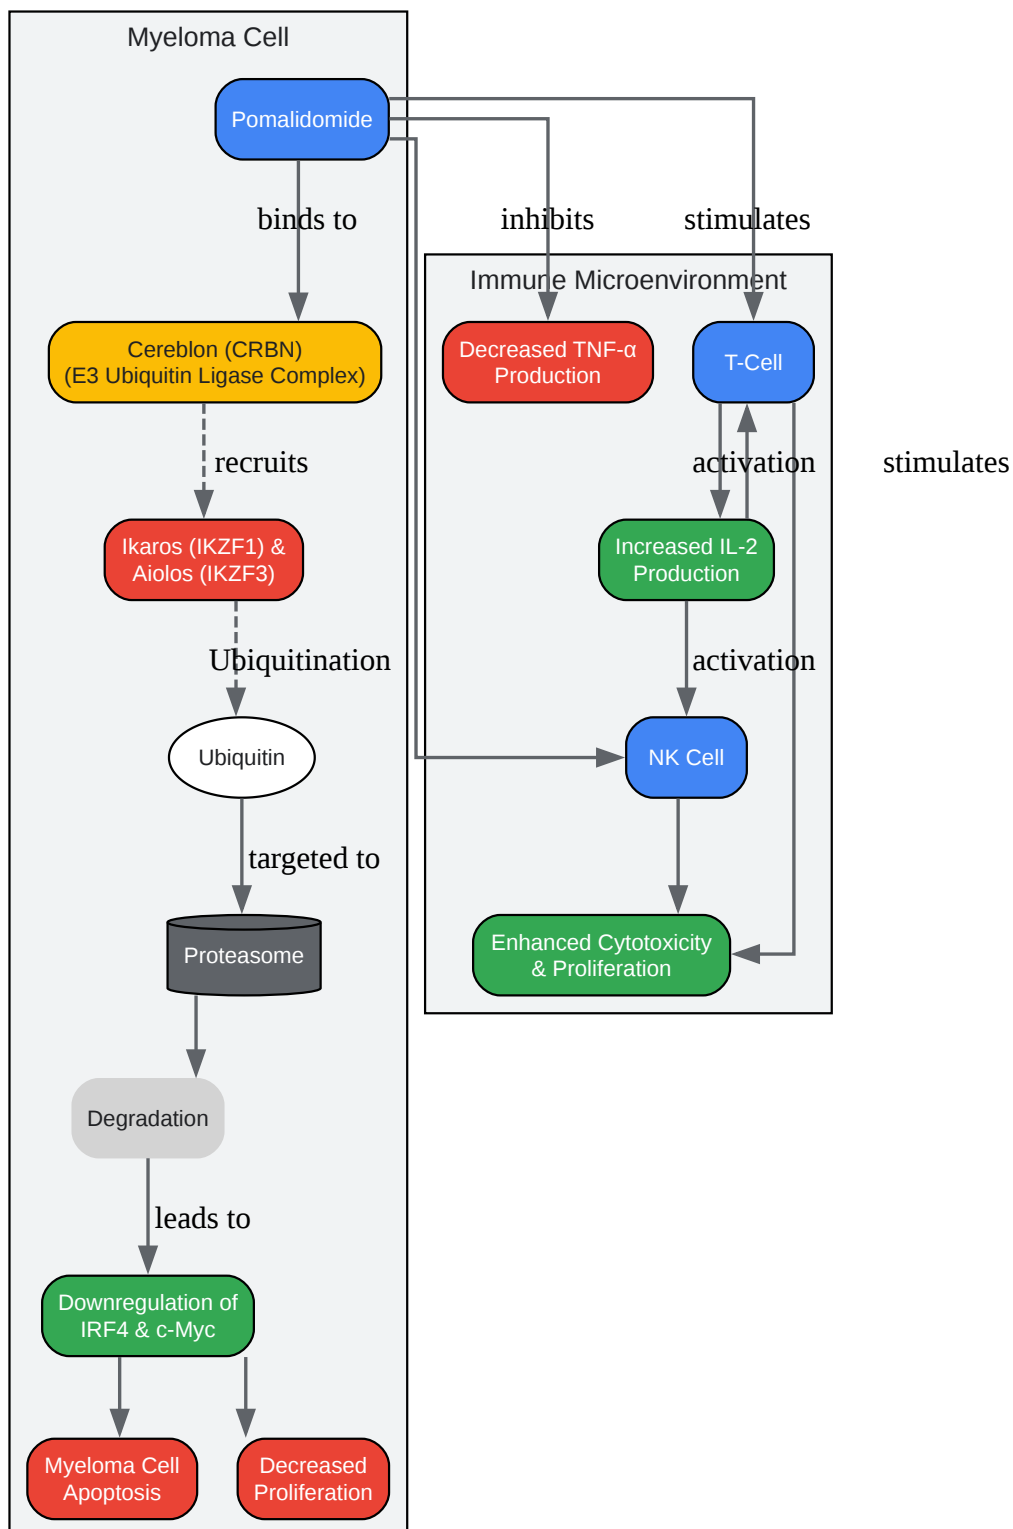 Myeloma Cell
Pomalidomide
binds to
inhibits
stimulates
Immune Microenvironment
Cereblon (CRBN)
(E3 Ubiquitin Ligase Complex)
Decreased TNF-α
Production
T-Cell
recruits
activation
stimulates
Ikaros (IKZF1) &
Aiolos (IKZF3)
Increased IL-2
Production
Ubiquitination
activation
Ubiquitin
NK Cell
targeted to
Proteasome
Enhanced Cytotoxicity
& Proliferation
Degradation
leads to
Downregulation of
IRF4 & c-Myc
Myeloma Cell
Apoptosis
Decreased
Proliferation